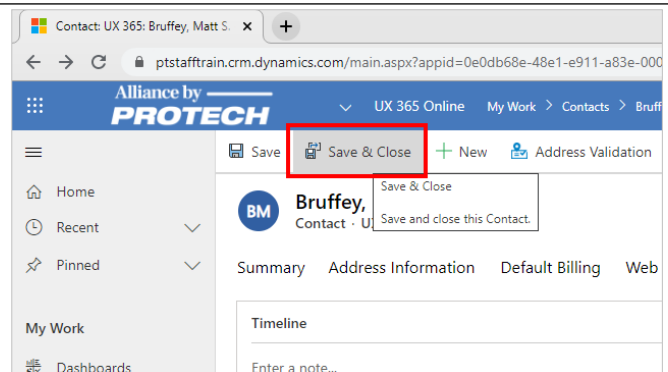 Contact: UX 365: Bruffey, Matt S.
ptstafftrain.crm.dynamics.com/main.aspx?appid=0e0db68e-48e1-e911-a83e-000
Alliance by
PROTECH
UX 365 Online My Work > Contacts > Bruff
Save Save & Close + New Address Validation
Save & Close
Save and close this Contact.
BM
Bruffey,
Contact · U
Home
Recent
Pinned
Summary Address Information Default Billing Web
My Work
Timeline
Dashboards
Enter a note...